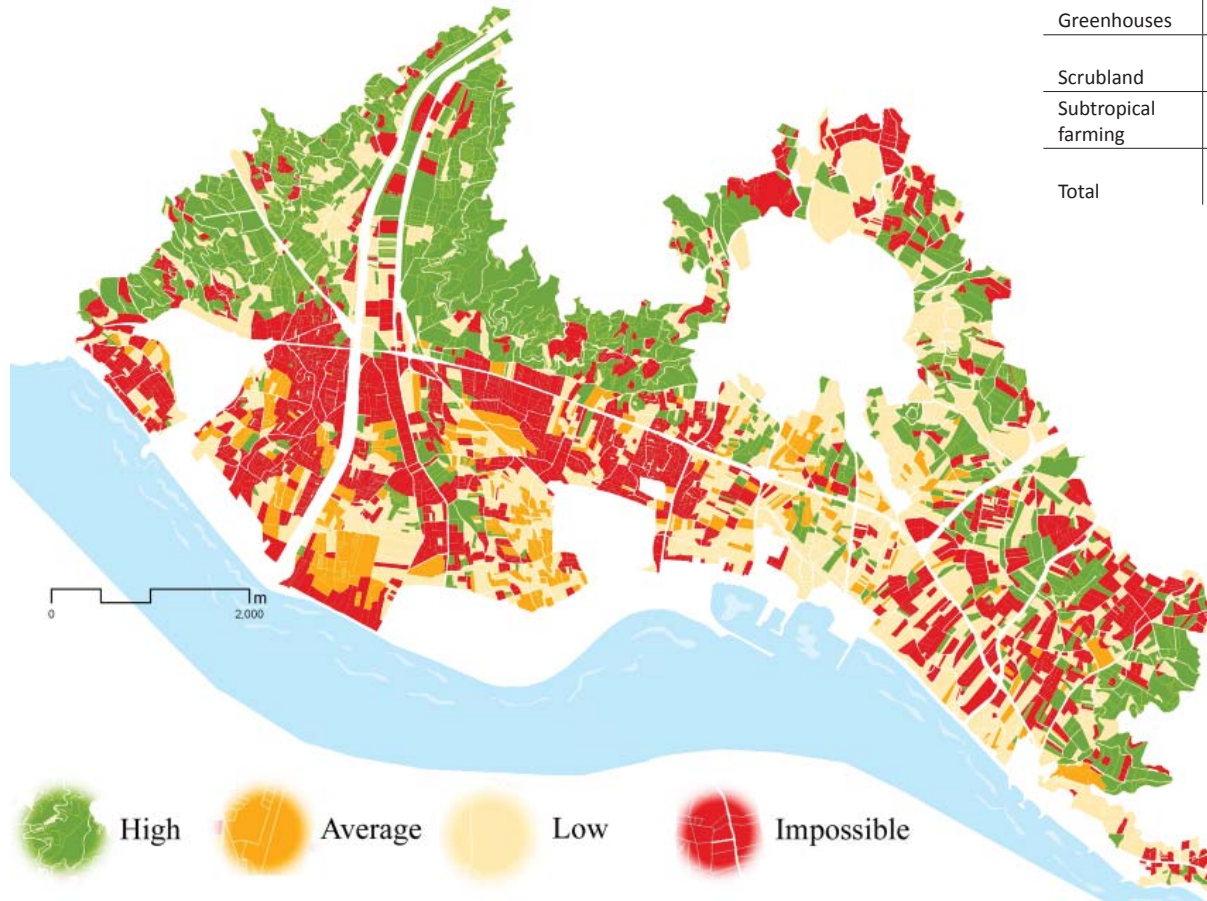 Greenhouses
Scrubland
Subtropical
farming
Total
m
0
2,000
High
Average
Low
Impossible